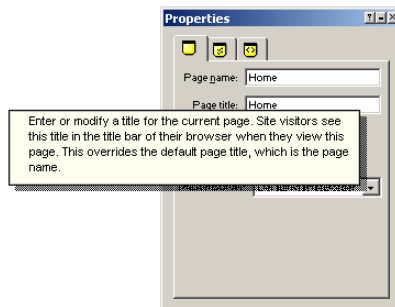 Properties
Page name: Home
Page title: Home
Enter or modify a title for the current page. Site visitors see
this title in the title bar of their browser when they view this
page. This overrides the default page title, which is the page
name.